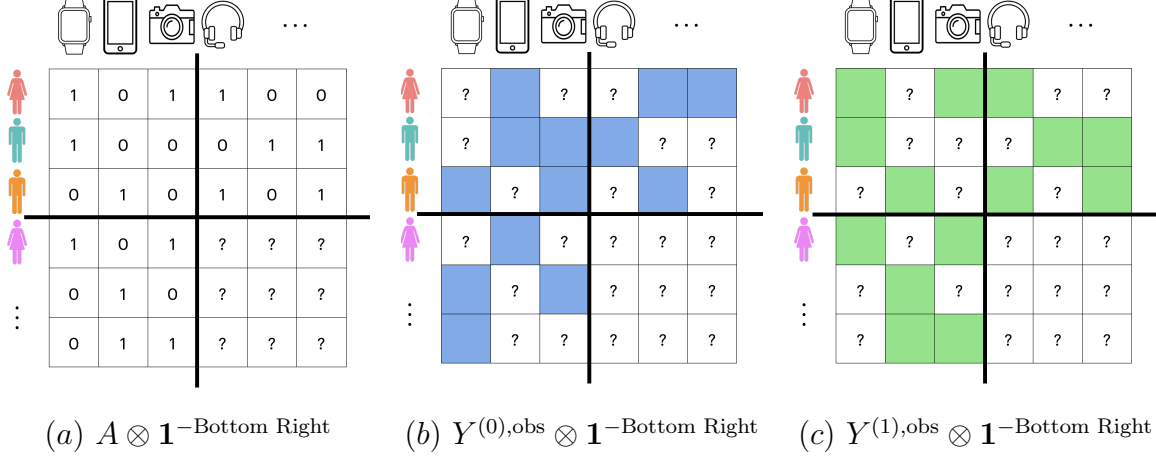 ... ... ...
1 0 1 1 0 0
1 0 0 0 1 1
0 1 0 1 0 1
1 0 1 ? ? ?
0 1 0 ? ? ?
0 1 1 ? ? ?
? ? ?
? ? ?
? ?
? ? ? ? ?
? ? ? ?
? ? ? ? ?
? ? ?
? ? ?
? ? ?
? ? ? ?
? ? ? ? ?
? ? ? ?
(a) A ⊗ 1^{−Bottom Right}
(b) Y^{(0),obs} ⊗ 1^{−Bottom Right}
(c) Y^{(1),obs} ⊗ 1^{−Bottom Right}